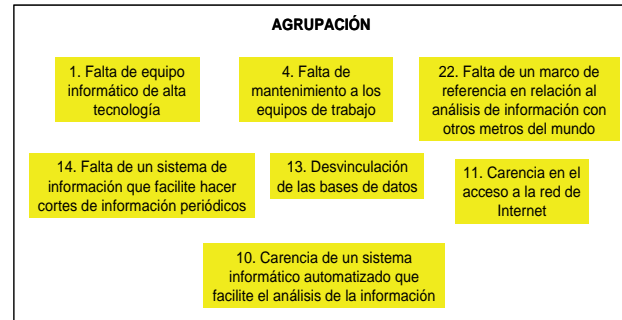 AGRUPACIÓN
1. Falta de equipo
informático de alta
tecnología
4. Falta de
mantenimiento a los
equipos de trabajo
22. Falta de un marco de
referencia en relación al
análisis de información con
otros metros del mundo
14. Falta de un sistema de
información que facilite hacer
cortes de información periódicos
13. Desvinculación
de las bases de datos
11. Carencia en el
acceso a la red de
Internet
10. Carencia de un sistema
informático automatizado que
facilite el análisis de la información